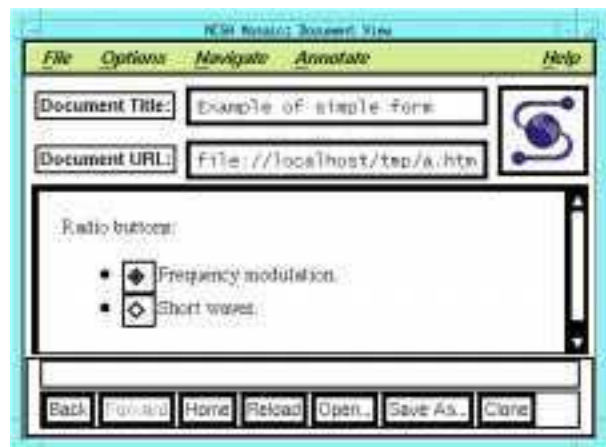 NCSA Mosaic: Document View
File Options Navigate Annotate Help
Document Title: Example of simple form
Document URL: file://localhost/tmp/a.htm
Radio buttons:
Frequency modulation.
Short waves.
Back Forward Home Reload Open... Save As... Clone